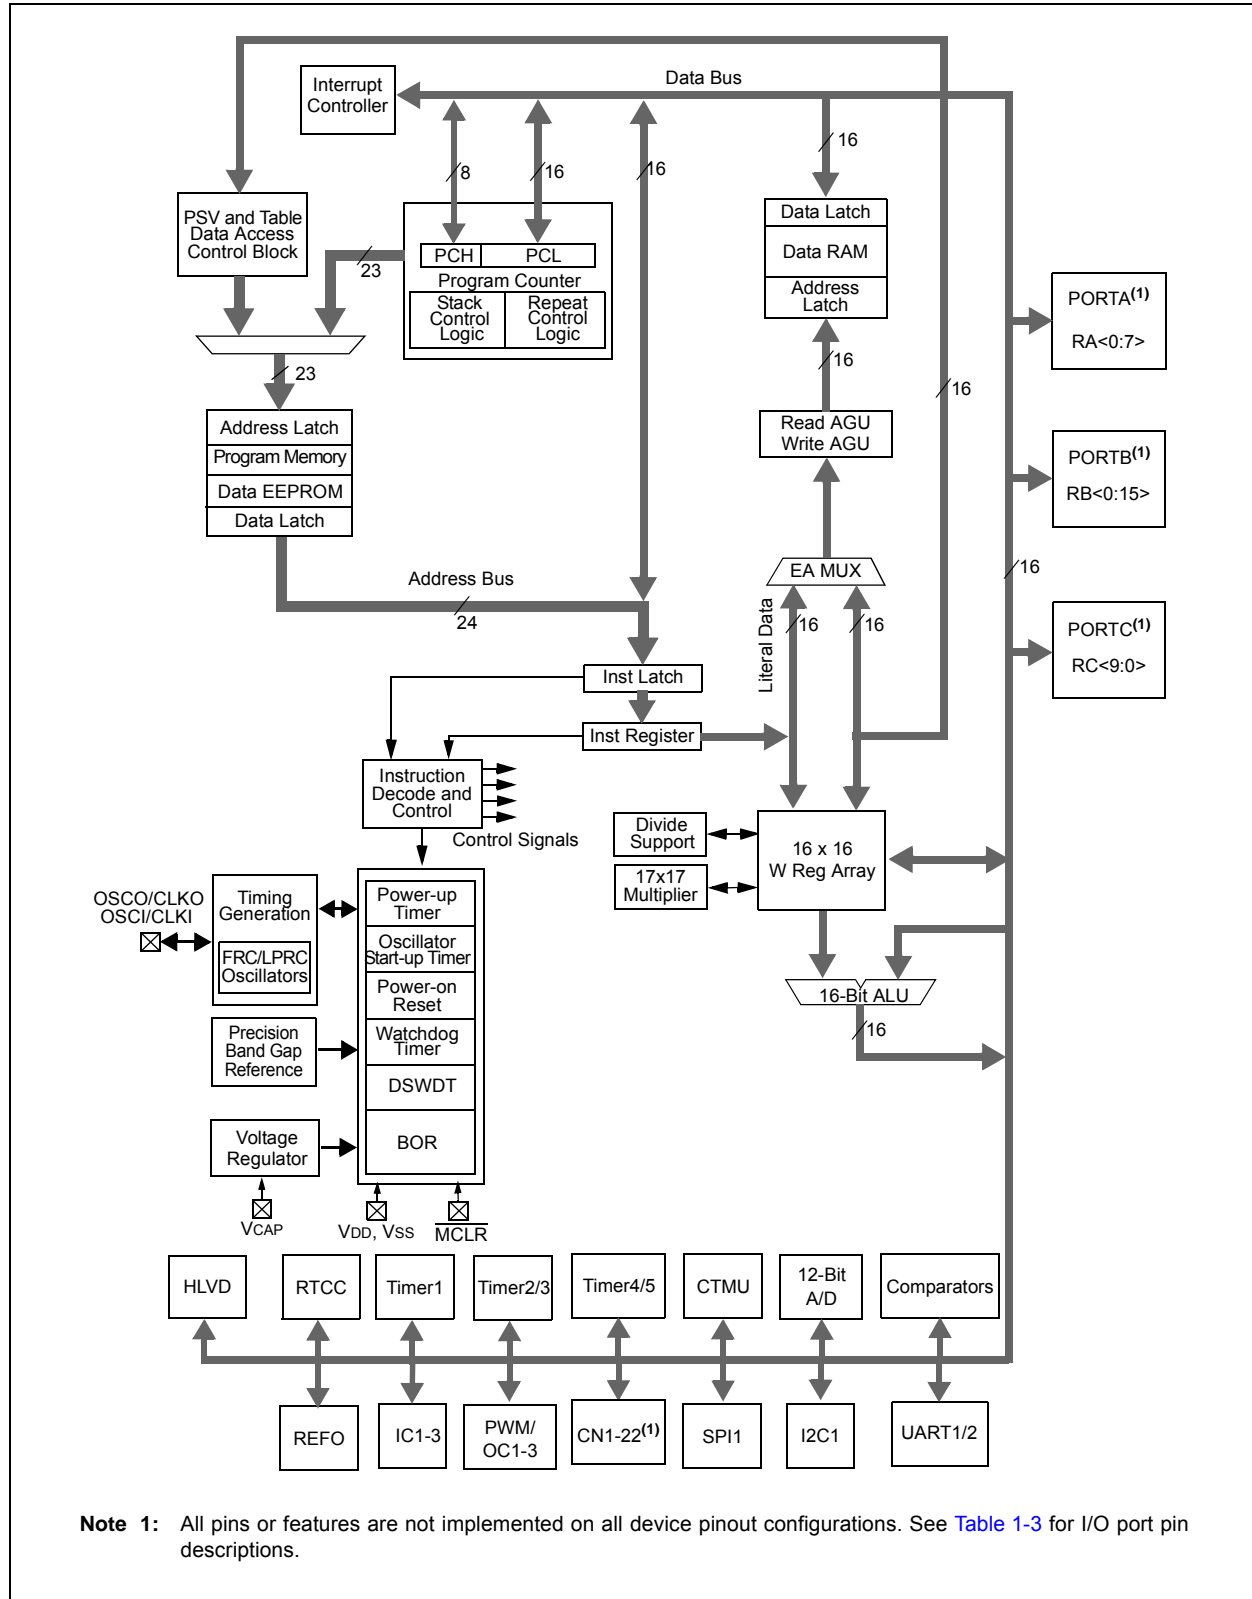 Data Bus
Interrupt
Controller
16
8
16
16
PSV and Table
Data Access
Control Block
23
PCH
PCL
Program Counter
Stack
Control
Logic
Repeat
Control
Logic
Data Latch
Data RAM
Address
Latch
PORTA(1)
RA<0:7>
23
16
16
Address Latch
Program Memory
Data EEPROM
Data Latch
Read AGU
Write AGU
PORTB(1)
RB<0:15>
Address Bus
24
EA MUX
16
Literal Data
16
16
PORTC(1)
RC<9:0>
Inst Latch
Inst Register
Instruction
Decode and
Control
Control Signals
Divide
Support
17x17
Multiplier
16 x 16
W Reg Array
OSCO/CLKO
OSCI/CLKI
Timing
Generation
FRC/LPRC
Oscillators
Power-up
Timer
Oscillator
Start-up Timer
Power-on
Reset
Watchdog
Timer
DSWDT
BOR
16-Bit ALU
16
Precision
Band Gap
Reference
Voltage
Regulator
VCAP
VDD, VSS
MCLR
HLVD
RTCC
Timer1
Timer2/3
Timer4/5
CTMU
12-Bit
A/D
Comparators
REFO
IC1-3
PWM/
OC1-3
CN1-22(1)
SPI1
I2C1
UART1/2
Note 1: All pins or features are not implemented on all device pinout configurations. See Table 1-3 for I/O port pin
descriptions.